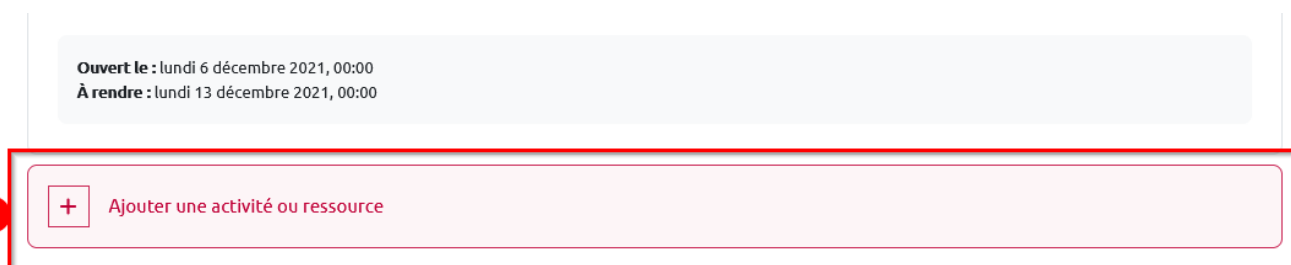 Ouvert le : lundi 6 décembre 2021, 00:00
À rendre : lundi 13 décembre 2021, 00:00
+ Ajouter une activité ou ressource